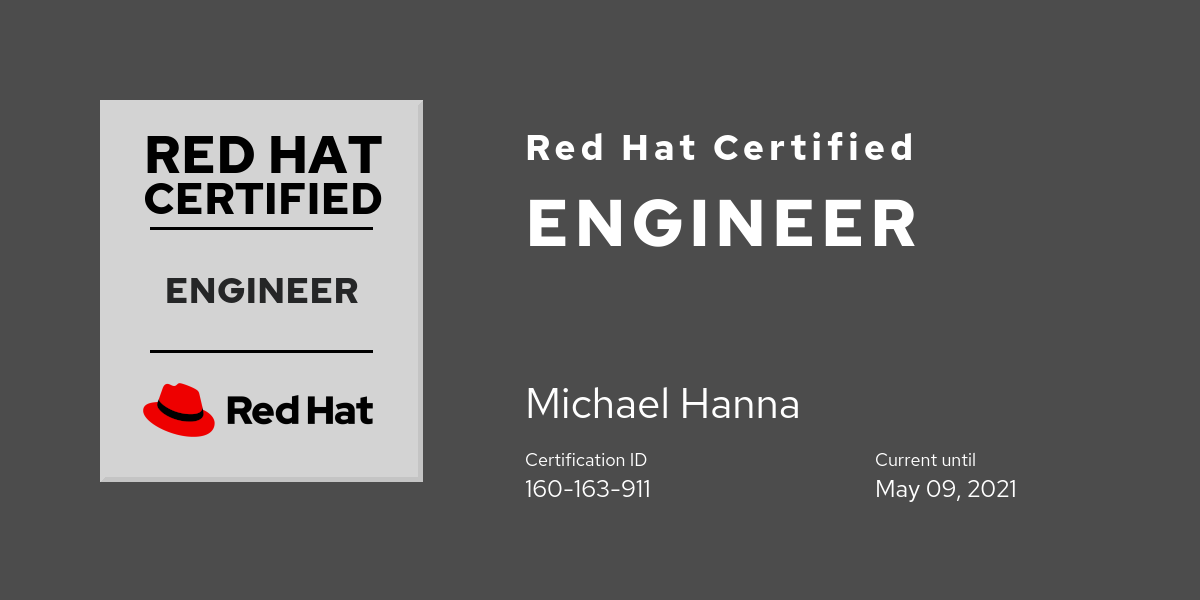 RED HAT
CERTIFIED
ENGINEER
Red Hat
Red Hat Certified
ENGINEER
Michael Hanna
Certification ID
160-163-911
Current until
May 09, 2021